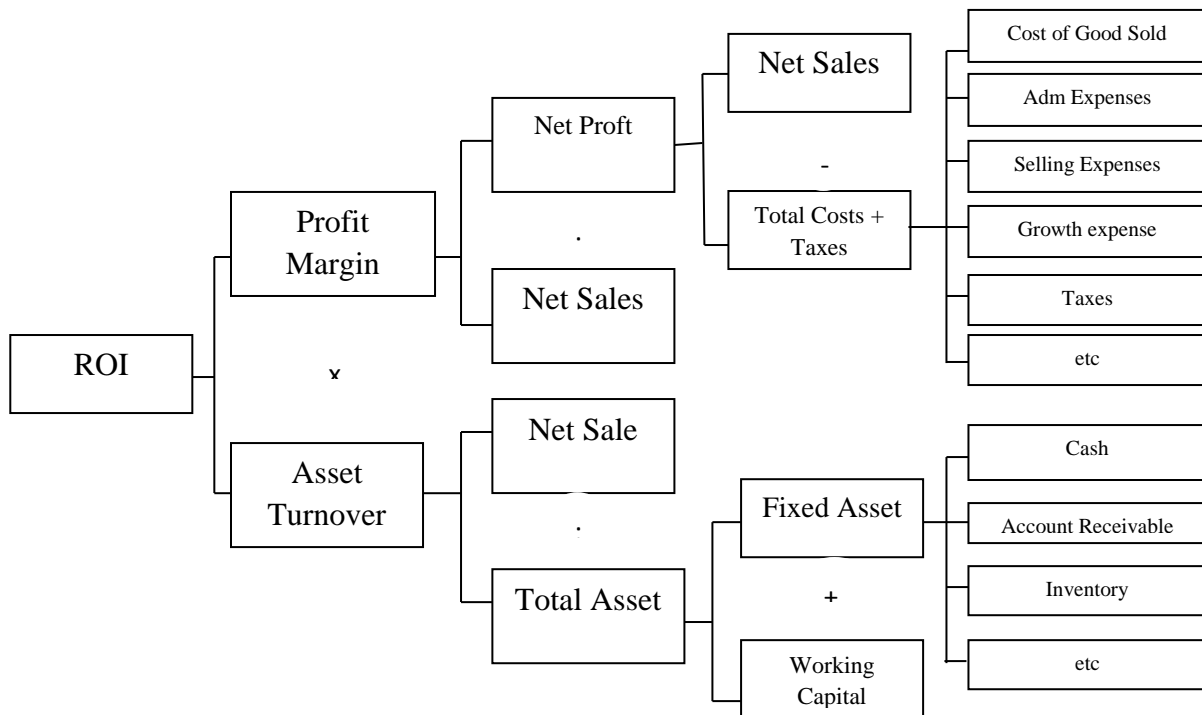 ROI
Profit
Margin
x
Asset
Turnover
Net Proft
.
Net Sales
Net Sale
.
Total Asset
Net Sales
-
Total Costs +
Taxes
Fixed Asset
+
Working
Capital
Cost of Good Sold
Adm Expenses
Selling Expenses
Growth expense
Taxes
etc
Cash
Account Receivable
Inventory
etc